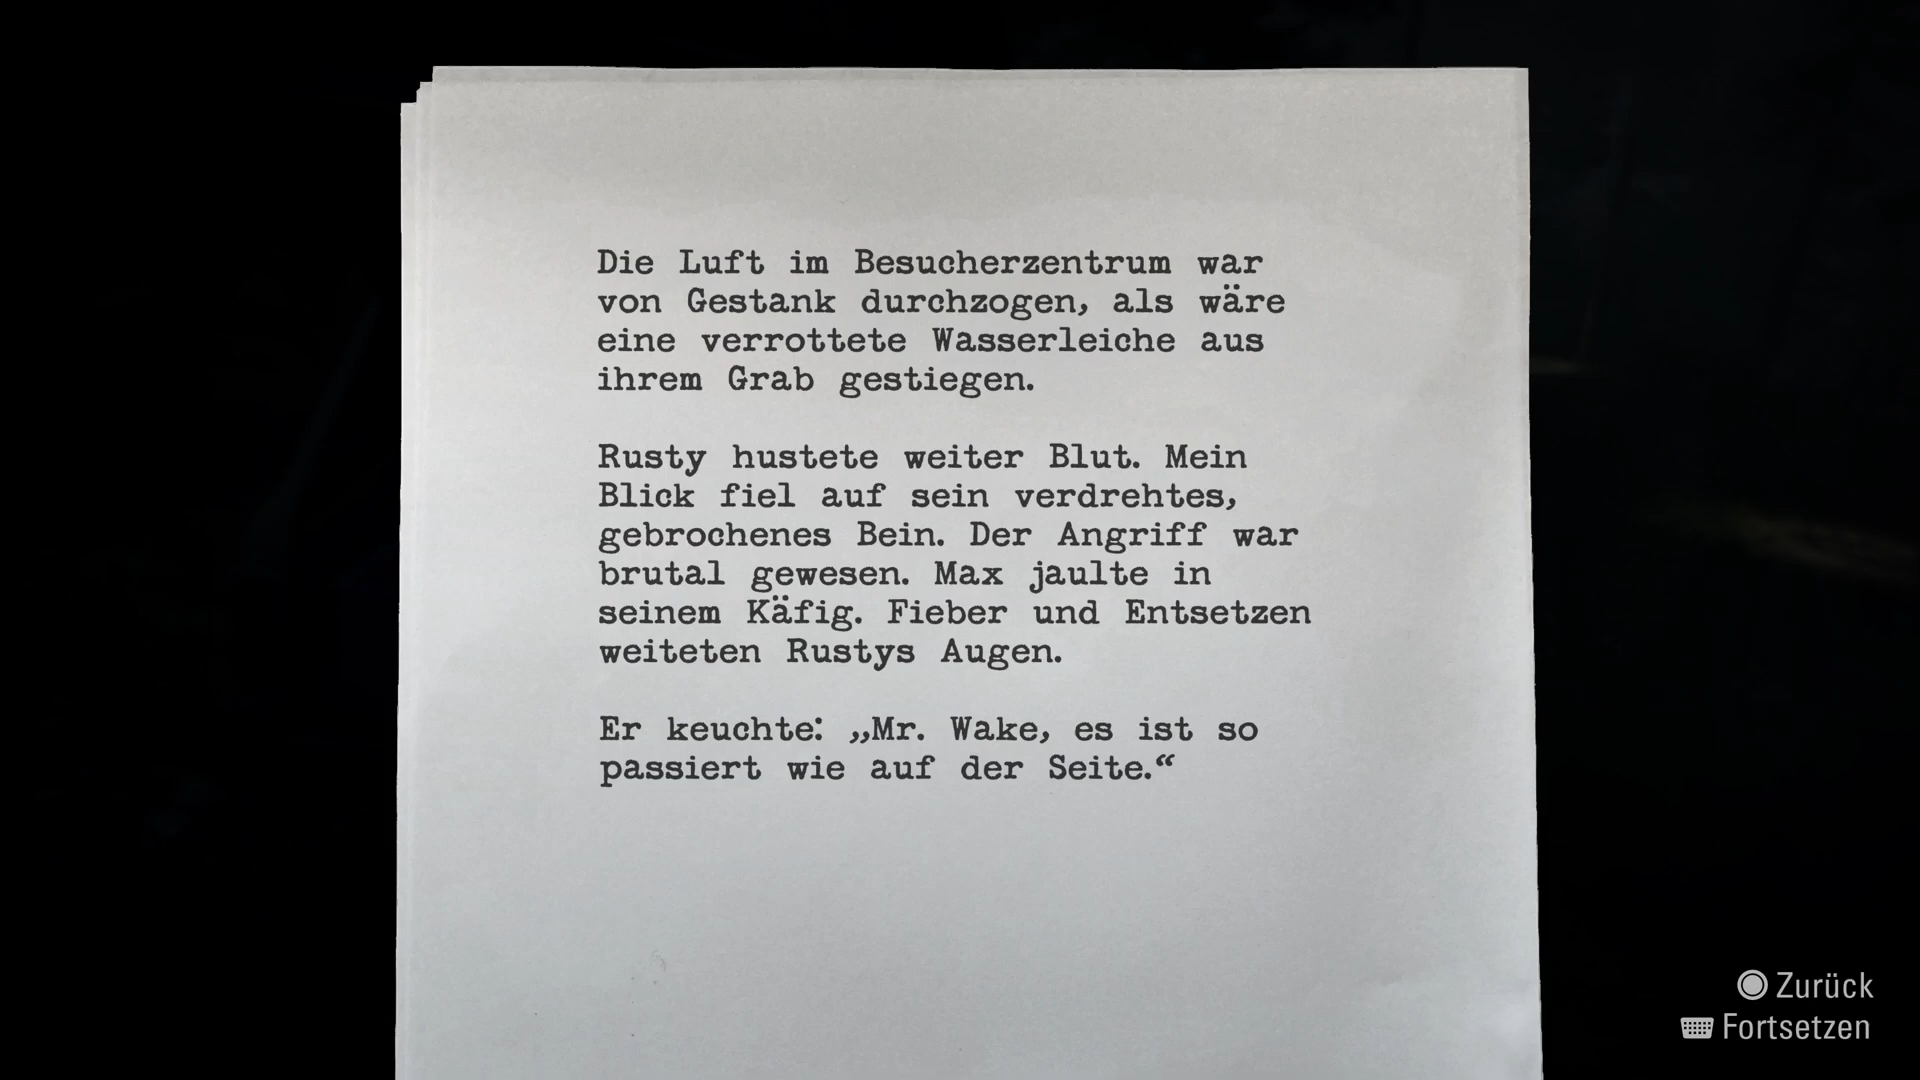 Die Luft im Besucherzentrum war
von Gestank durchzogen, als wäre
eine verrottete Wasserleiche aus
ihrem Grab gestiegen.
Rusty hustete weiter Blut. Mein
Blick fiel auf sein verdrehtes,
gebrochenes Bein. Der Angriff war
brutal gewesen. Max jaulte in
seinem Käfig. Fieber und Entsetzen
weiteten Rustys Augen.
Er keuchte: „Mr. Wake, es ist so
passiert wie auf der Seite.“
Zurück
Fortsetzen